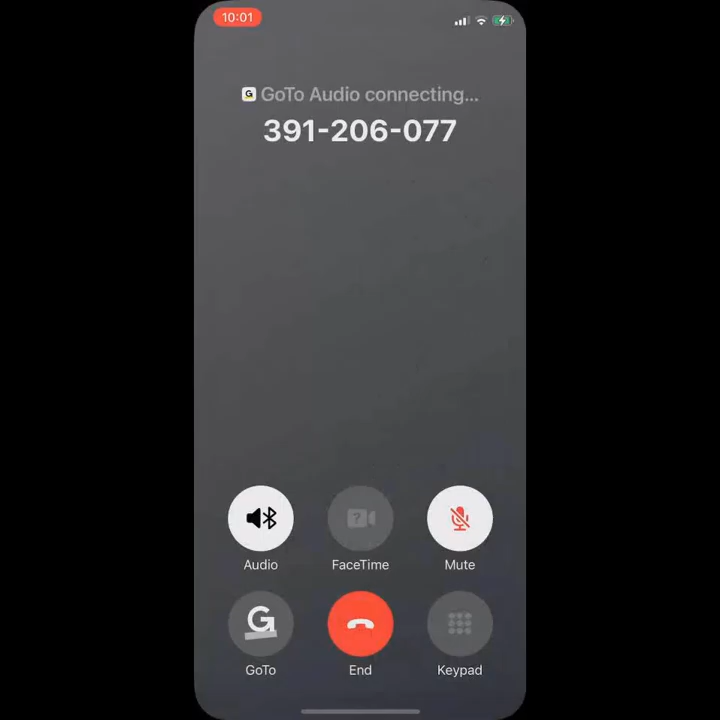 10:01
G GoTo Audio connecting...
391-206-077
Audio
FaceTime
Mute
G
GoTo
End
Keypad